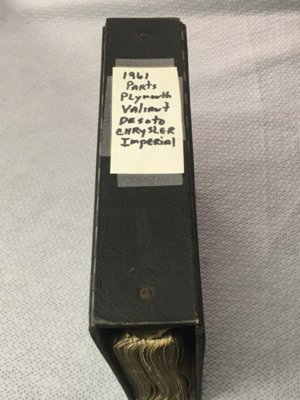 1961
Parts
Plymouth
Valiant
Desoto
CHRYSLER
Imperial